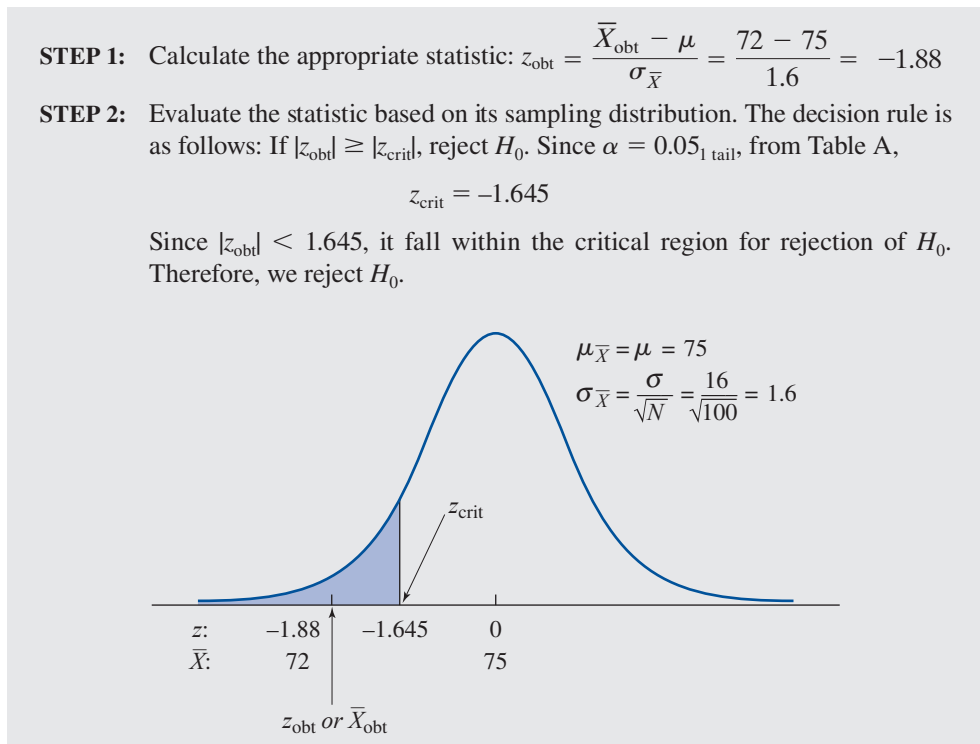 STEP 1: Calculate the appropriate statistic: z_obt = (X̅_obt − μ) / σ_X̅ = (72 − 75) / 1.6 = −1.88
STEP 2: Evaluate the statistic based on its sampling distribution. The decision rule is
as follows: If |z_obt| ≥ |z_crit|, reject H₀. Since α = 0.05_1 tail, from Table A,
z_crit = –1.645
Since |z_obt| < 1.645, it fall within the critical region for rejection of H₀.
Therefore, we reject H₀.
μ_X̅ = μ = 75
σ_X̅ = σ / √N = 16 / √100 = 1.6
z_crit
z: –1.88 –1.645 0
X̅: 72 75
z_obt or X̅_obt